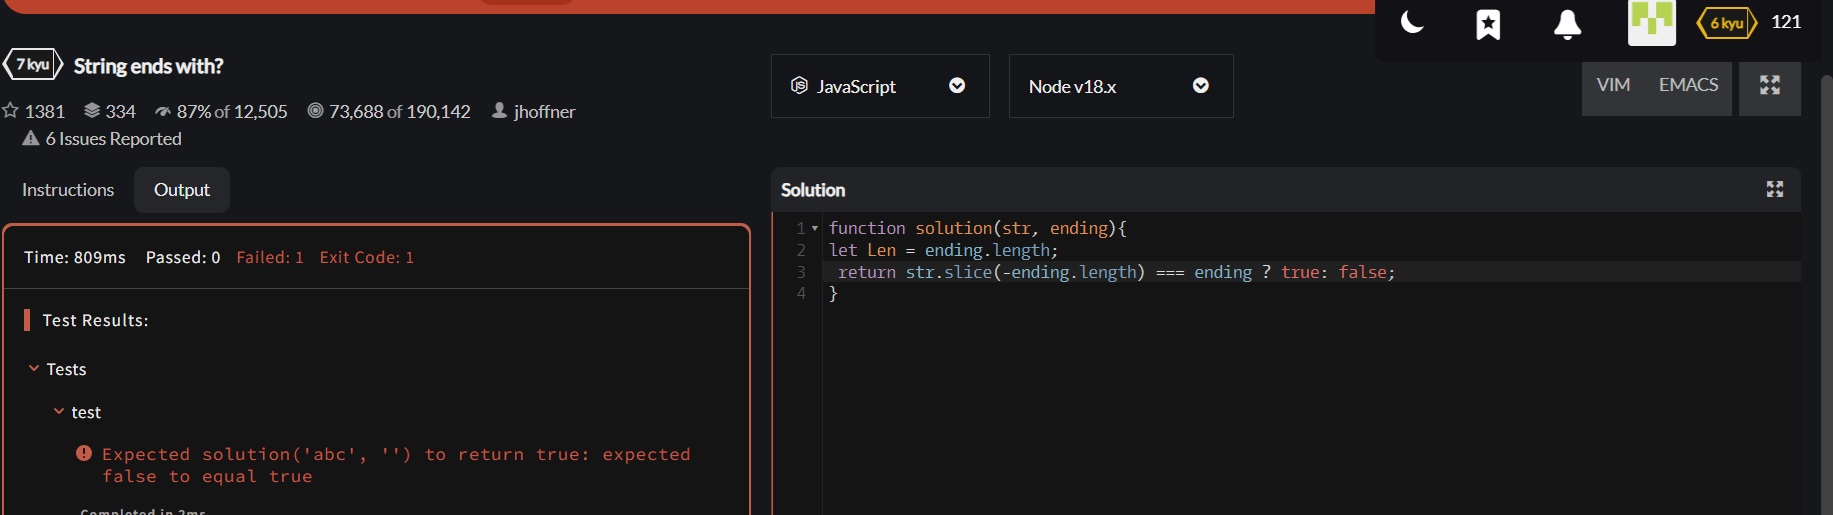 6 kyu 121
7 kyu String ends with?
JavaScript
Node v18.x
VIM EMACS
1381 334 87% of 12,505 73,688 of 190,142 jhoffner
6 Issues Reported
Instructions Output
Time: 809ms Passed: 0 Failed: 1 Exit Code: 1
Test Results:
Tests
test
Expected solution('abc', '') to return true: expected
false to equal true
Completed in 2ms
Solution
1 function solution(str, ending){
2 let Len = ending.length;
3 return str.slice(-ending.length) === ending ? true: false;
4 }